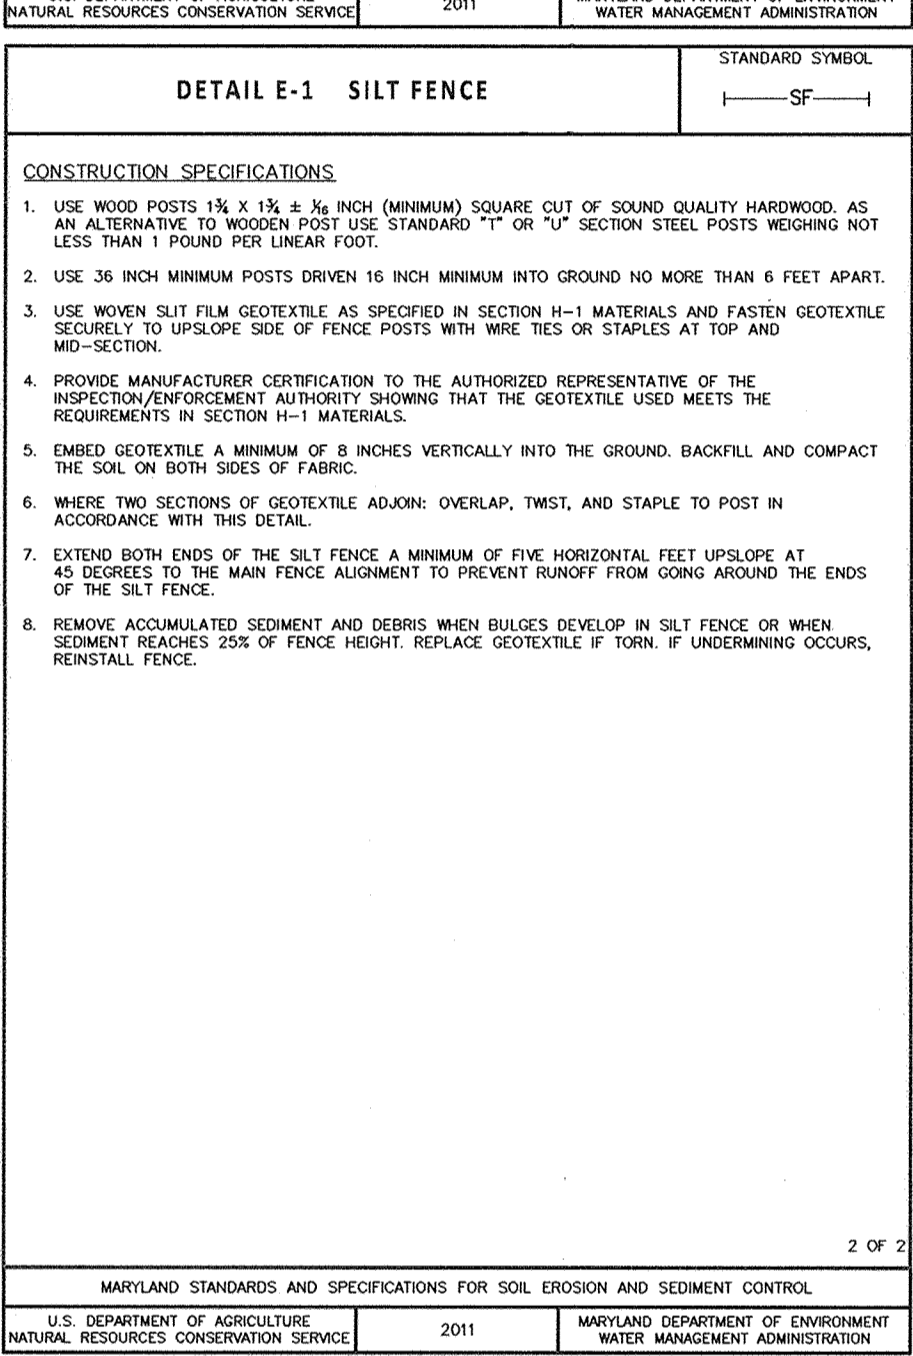 NATURAL RESOURCES CONSERVATION SERVICE
2011
WATER MANAGEMENT ADMINISTRATION
DETAIL E-1 SILT FENCE
STANDARD SYMBOL
SF
CONSTRUCTION SPECIFICATIONS
1. USE WOOD POSTS 1¾ X 1¾ ± 1/16 INCH (MINIMUM) SQUARE CUT OF SOUND QUALITY HARDWOOD. AS
AN ALTERNATIVE TO WOODEN POST USE STANDARD "T" OR "U" SECTION STEEL POSTS WEIGHING NOT
LESS THAN 1 POUND PER LINEAR FOOT.
2. USE 36 INCH MINIMUM POSTS DRIVEN 16 INCH MINIMUM INTO GROUND NO MORE THAN 6 FEET APART.
3. USE WOVEN SLIT FILM GEOTEXTILE AS SPECIFIED IN SECTION H-1 MATERIALS AND FASTEN GEOTEXTILE
SECURELY TO UPSLOPE SIDE OF FENCE POSTS WITH WIRE TIES OR STAPLES AT TOP AND
MID-SECTION.
4. PROVIDE MANUFACTURER CERTIFICATION TO THE AUTHORIZED REPRESENTATIVE OF THE
INSPECTION/ENFORCEMENT AUTHORITY SHOWING THAT THE GEOTEXTILE USED MEETS THE
REQUIREMENTS IN SECTION H-1 MATERIALS.
5. EMBED GEOTEXTILE A MINIMUM OF 8 INCHES VERTICALLY INTO THE GROUND. BACKFILL AND COMPACT
THE SOIL ON BOTH SIDES OF FABRIC.
6. WHERE TWO SECTIONS OF GEOTEXTILE ADJOIN: OVERLAP, TWIST, AND STAPLE TO POST IN
ACCORDANCE WITH THIS DETAIL.
7. EXTEND BOTH ENDS OF THE SILT FENCE A MINIMUM OF FIVE HORIZONTAL FEET UPSLOPE AT
45 DEGREES TO THE MAIN FENCE ALIGNMENT TO PREVENT RUNOFF FROM GOING AROUND THE ENDS
OF THE SILT FENCE.
8. REMOVE ACCUMULATED SEDIMENT AND DEBRIS WHEN BULGES DEVELOP IN SILT FENCE OR WHEN
SEDIMENT REACHES 25% OF FENCE HEIGHT. REPLACE GEOTEXTILE IF TORN. IF UNDERMINING OCCURS,
REINSTALL FENCE.
2 OF 2
MARYLAND STANDARDS AND SPECIFICATIONS FOR SOIL EROSION AND SEDIMENT CONTROL
U.S. DEPARTMENT OF AGRICULTURE
NATURAL RESOURCES CONSERVATION SERVICE
2011
MARYLAND DEPARTMENT OF ENVIRONMENT
WATER MANAGEMENT ADMINISTRATION